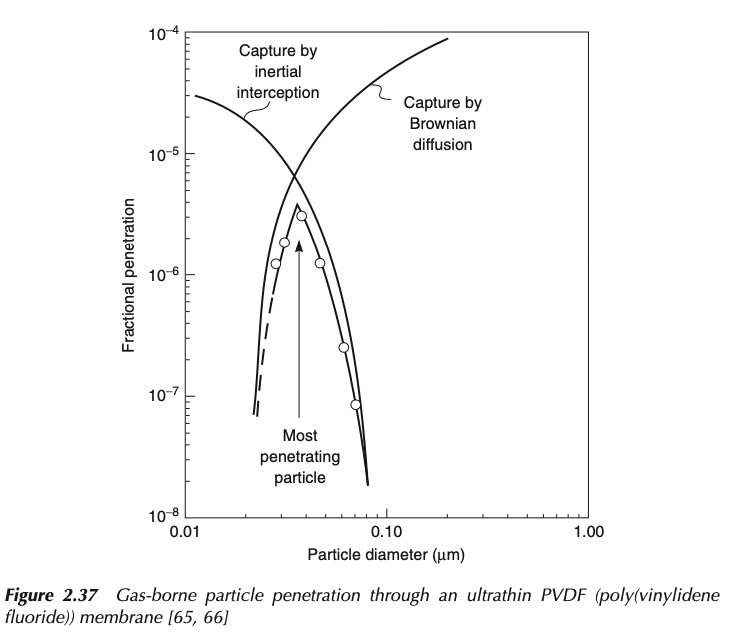 10⁻⁴
Capture by
inertial
interception
Capture by
Brownian
diffusion
10⁻⁵
Fractional penetration
10⁻⁶
10⁻⁷
Most
penetrating
particle
10⁻⁸
0.01 0.10 1.00
Particle diameter (μm)
Figure 2.37 Gas-borne particle penetration through an ultrathin PVDF (poly(vinylidene
fluoride)) membrane [65, 66]